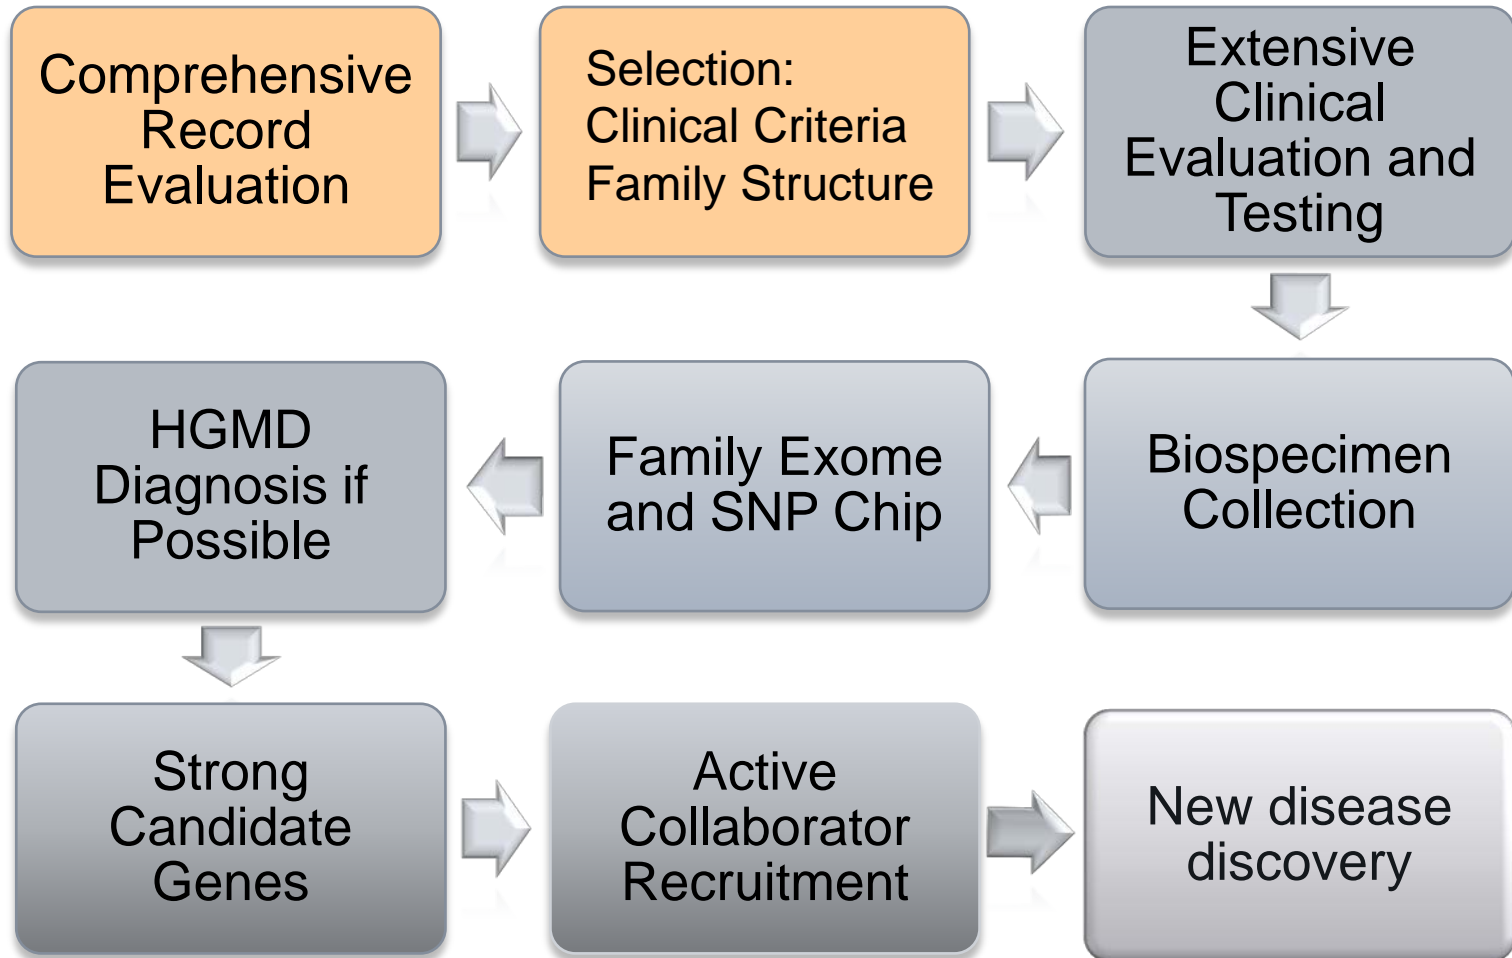 Comprehensive
Record
Evaluation
Selection:
Clinical Criteria
Family Structure
Extensive
Clinical
Evaluation and
Testing
Biospecimen
Collection
Family Exome
and SNP Chip
HGMD
Diagnosis if
Possible
Strong
Candidate
Genes
Active
Collaborator
Recruitment
New disease
discovery